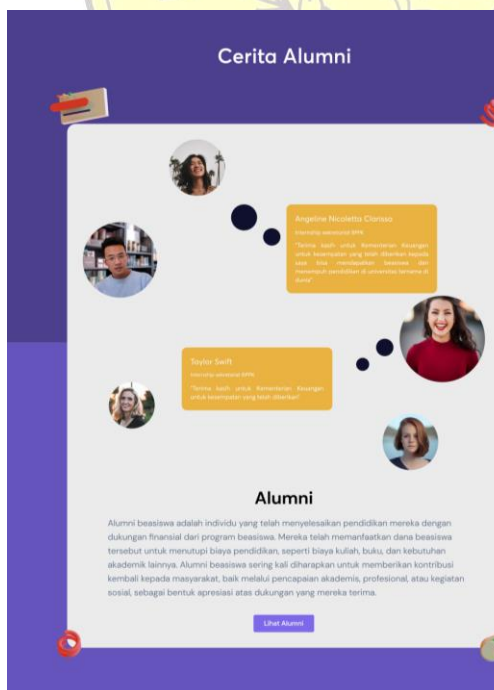 Cerita Alumni
Angeline Nicoletta Clarissa
Internship sekretariat BPPK
"Terima kasih untuk Kementerian Keuangan
untuk kesempatan yang telah diberikan kepada
saya bisa mendapatkan beasiswa dan
menempuh pendidikan di universitas ternama di
dunia"
Taylor Swift
Internship sekretariat BPPK
"Terima kasih untuk Kementerian Keuangan
untuk kesempatan yang telah diberikan"
Alumni
Alumni beasiswa adalah individu yang telah menyelesaikan pendidikan mereka dengan
dukungan finansial dari program beasiswa. Mereka telah memanfaatkan dana beasiswa
tersebut untuk menutupi biaya pendidikan, seperti biaya kuliah, buku, dan kebutuhan
akademik lainnya. Alumni beasiswa sering kali diharapkan untuk memberikan kontribusi
kembali kepada masyarakat, baik melalui pencapaian akademis, profesional, atau kegiatan
sosial, sebagai bentuk apresiasi atas dukungan yang mereka terima.
Lihat Alumni